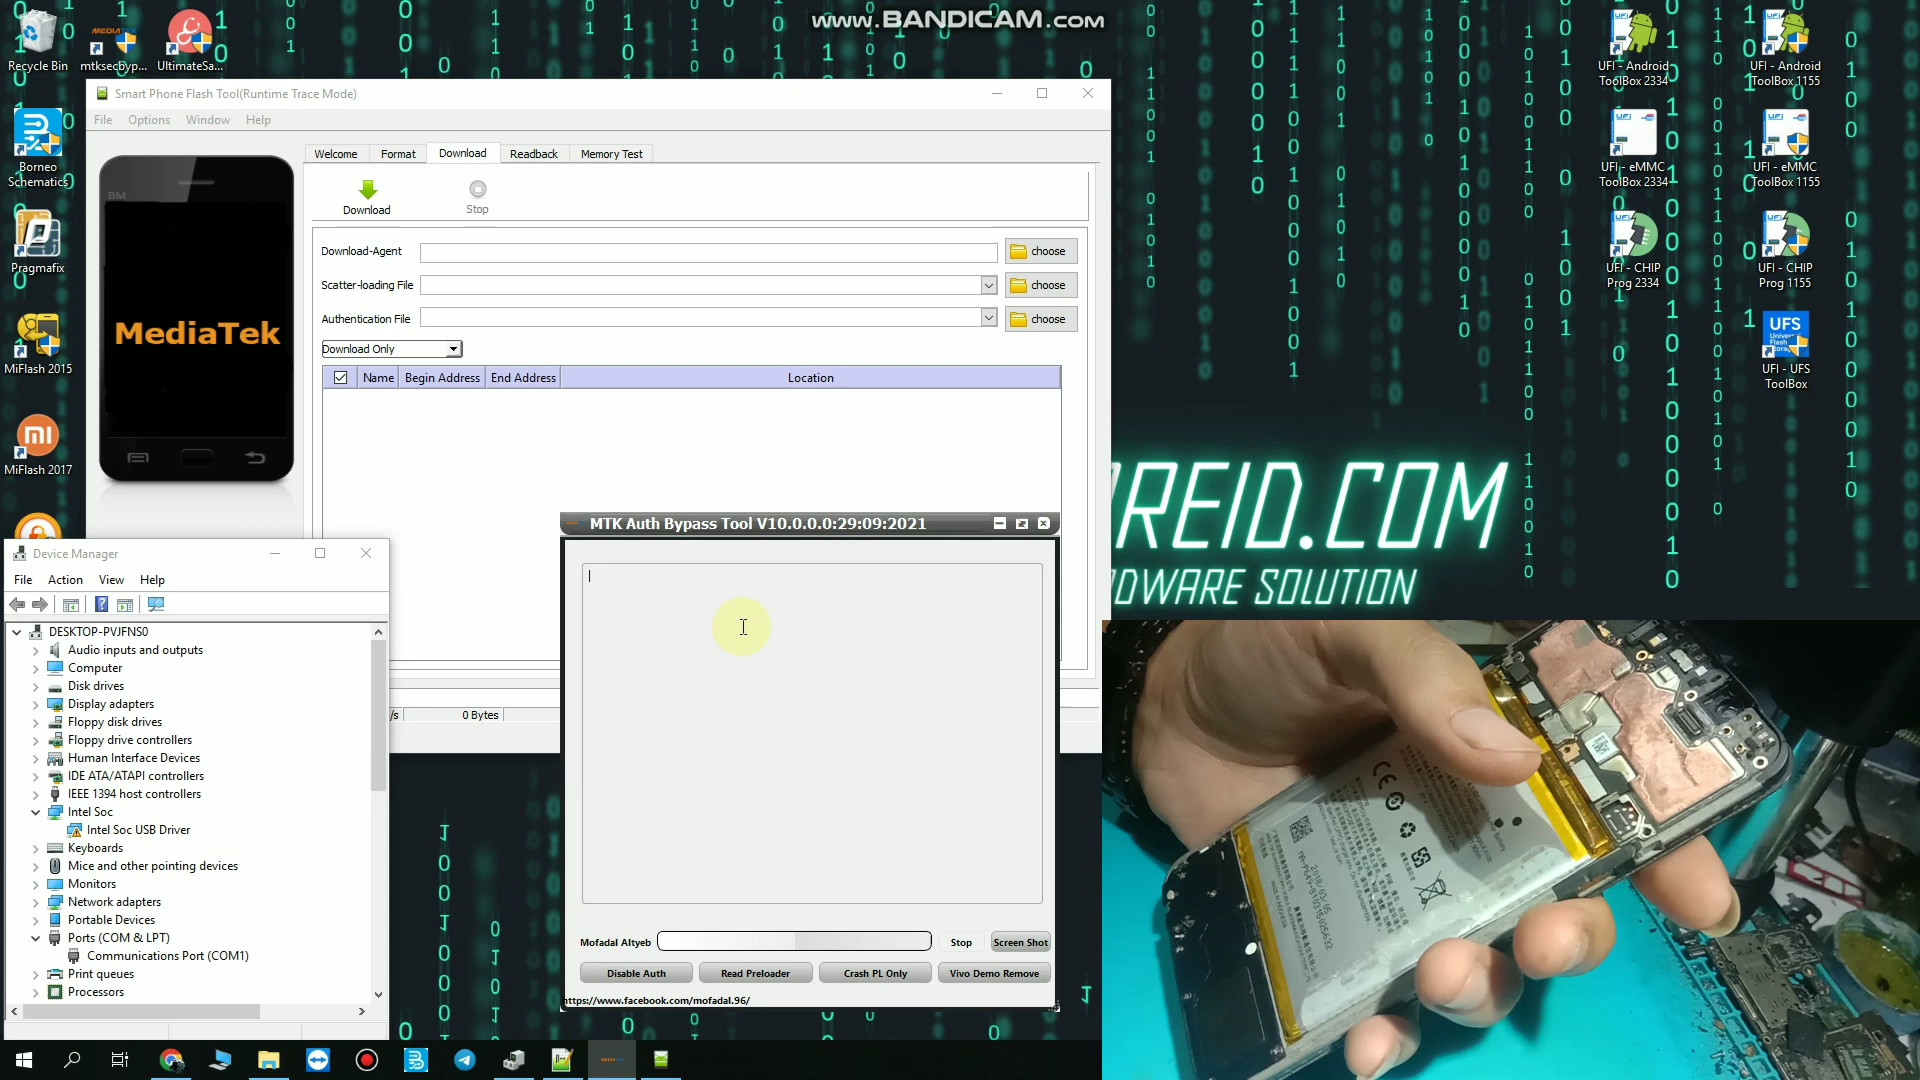 www.BANDICAM.com
Recycle Bin
mtksecbyp...
UltimateSa...
Borneo
Schematics
Pragmafix
MiFlash 2015
MiFlash 2017
Smart Phone Flash Tool(Runtime Trace Mode)
File Options Window Help
Welcome Format Download Readback Memory Test
BM
MediaTek
Download Stop
Download-Agent choose
Scatter-loading File choose
Authentication File choose
Download Only
Name Begin Address End Address Location
/s 0 Bytes
Device Manager
File Action View Help
DESKTOP-PVJFNS0
Audio inputs and outputs
Computer
Disk drives
Display adapters
Floppy disk drives
Floppy drive controllers
Human Interface Devices
IDE ATA/ATAPI controllers
IEEE 1394 host controllers
Intel Soc
Intel Soc USB Driver
Keyboards
Mice and other pointing devices
Monitors
Network adapters
Portable Devices
Ports (COM & LPT)
Communications Port (COM1)
Print queues
Processors
MTK Auth Bypass Tool V10.0.0.0:29:09:2021
Mofadal Altyeb Stop Screen Shot
Disable Auth Read Preloader Crash PL Only Vivo Demo Remove
https://www.facebook.com/mofadal.96/
UFI - Android
ToolBox 2334
UFI - Android
ToolBox 1155
UFI - eMMC
ToolBox 2334
UFI - eMMC
ToolBox 1155
UFI - CHIP
Prog 2334
UFI - CHIP
Prog 1155
UFS
UFI - UFS
ToolBox
REID.COM
DWARE SOLUTION